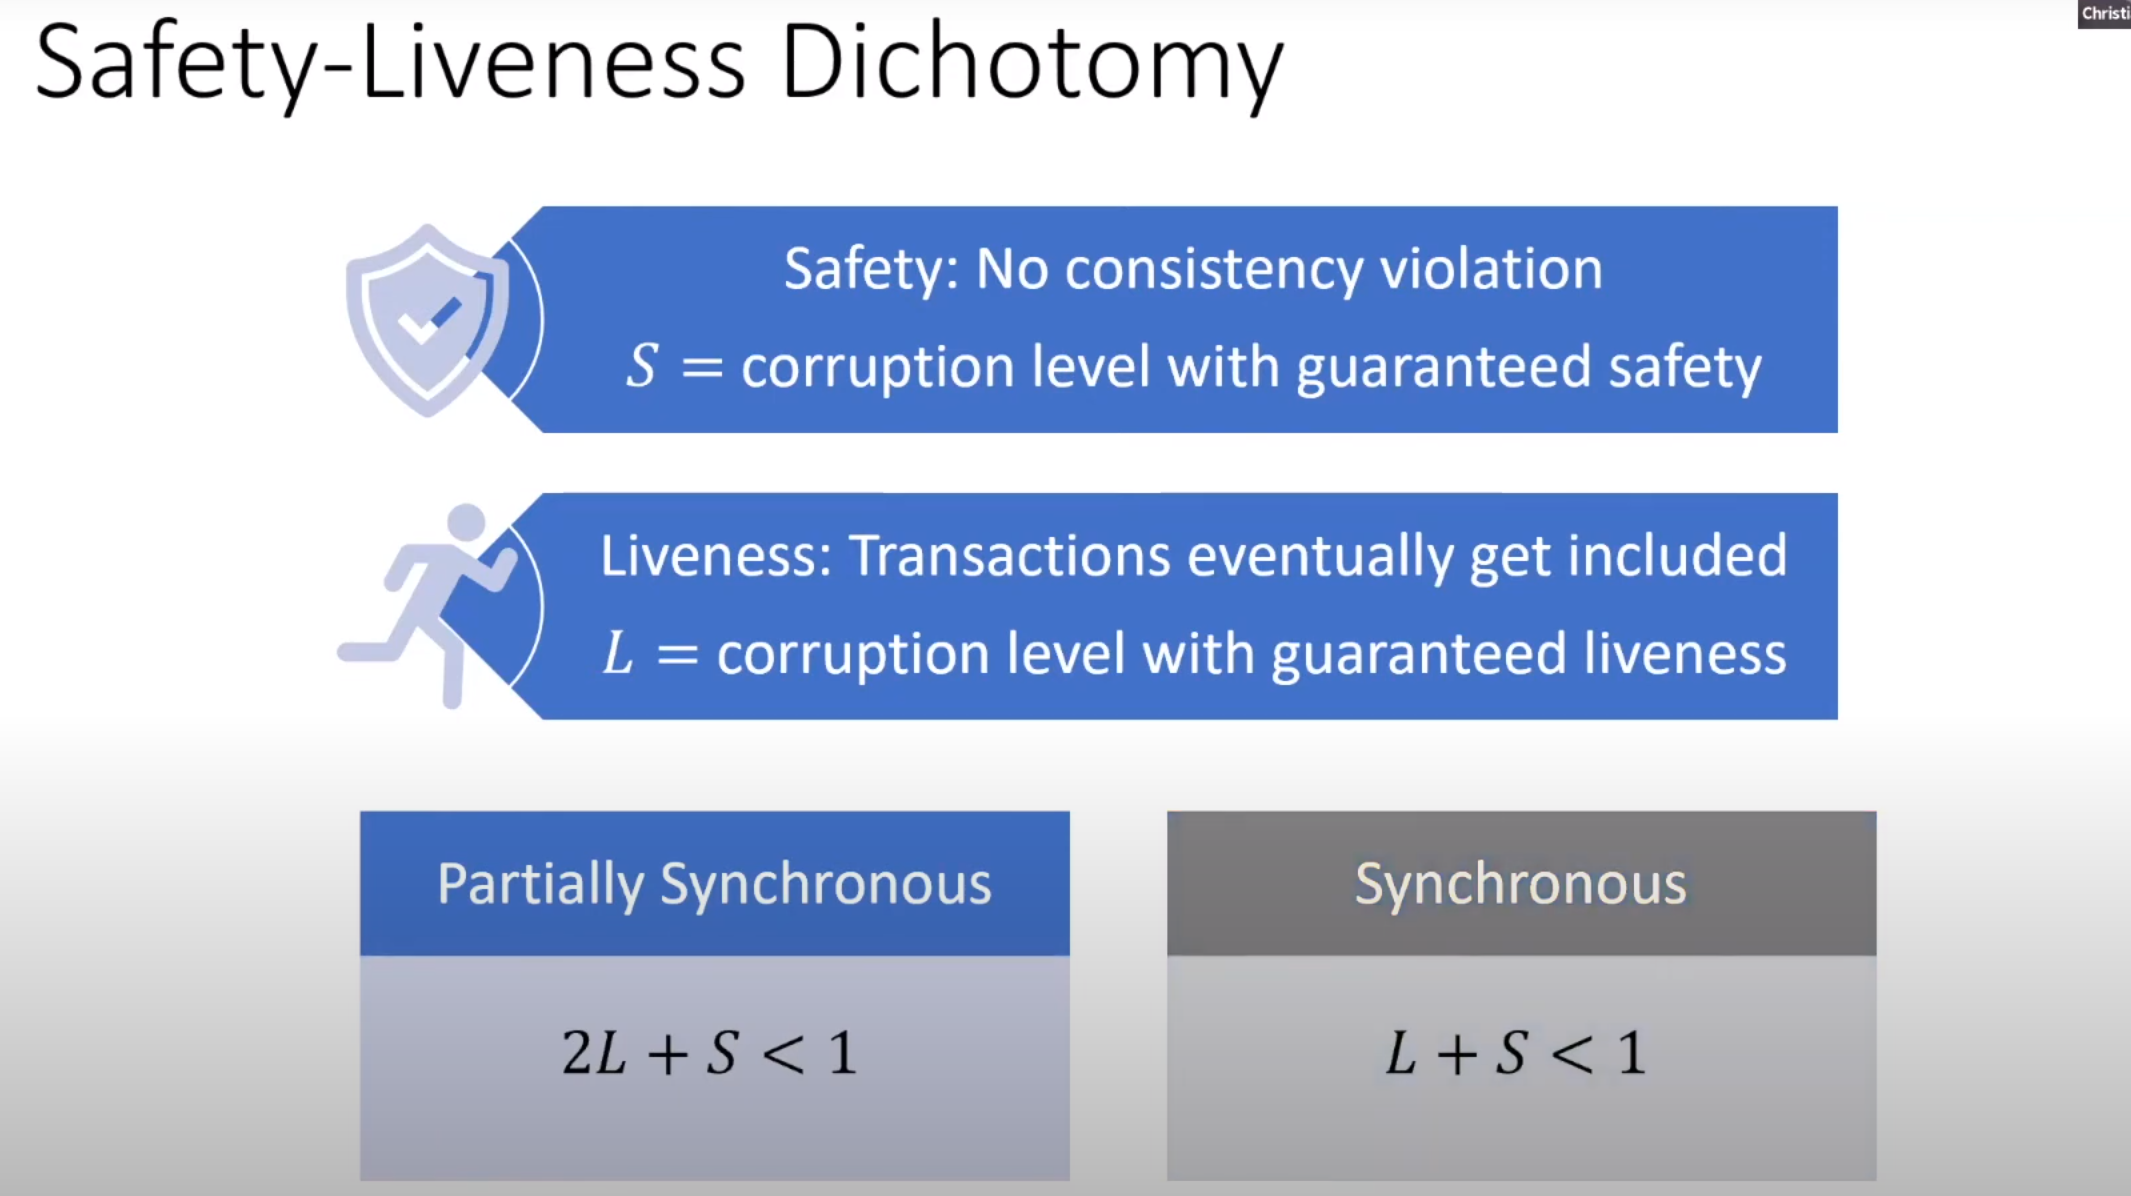 Christi
Safety-Liveness Dichotomy
Safety: No consistency violation
S = corruption level with guaranteed safety
Liveness: Transactions eventually get included
L = corruption level with guaranteed liveness
Partially Synchronous
2L + S < 1
Synchronous
L + S < 1